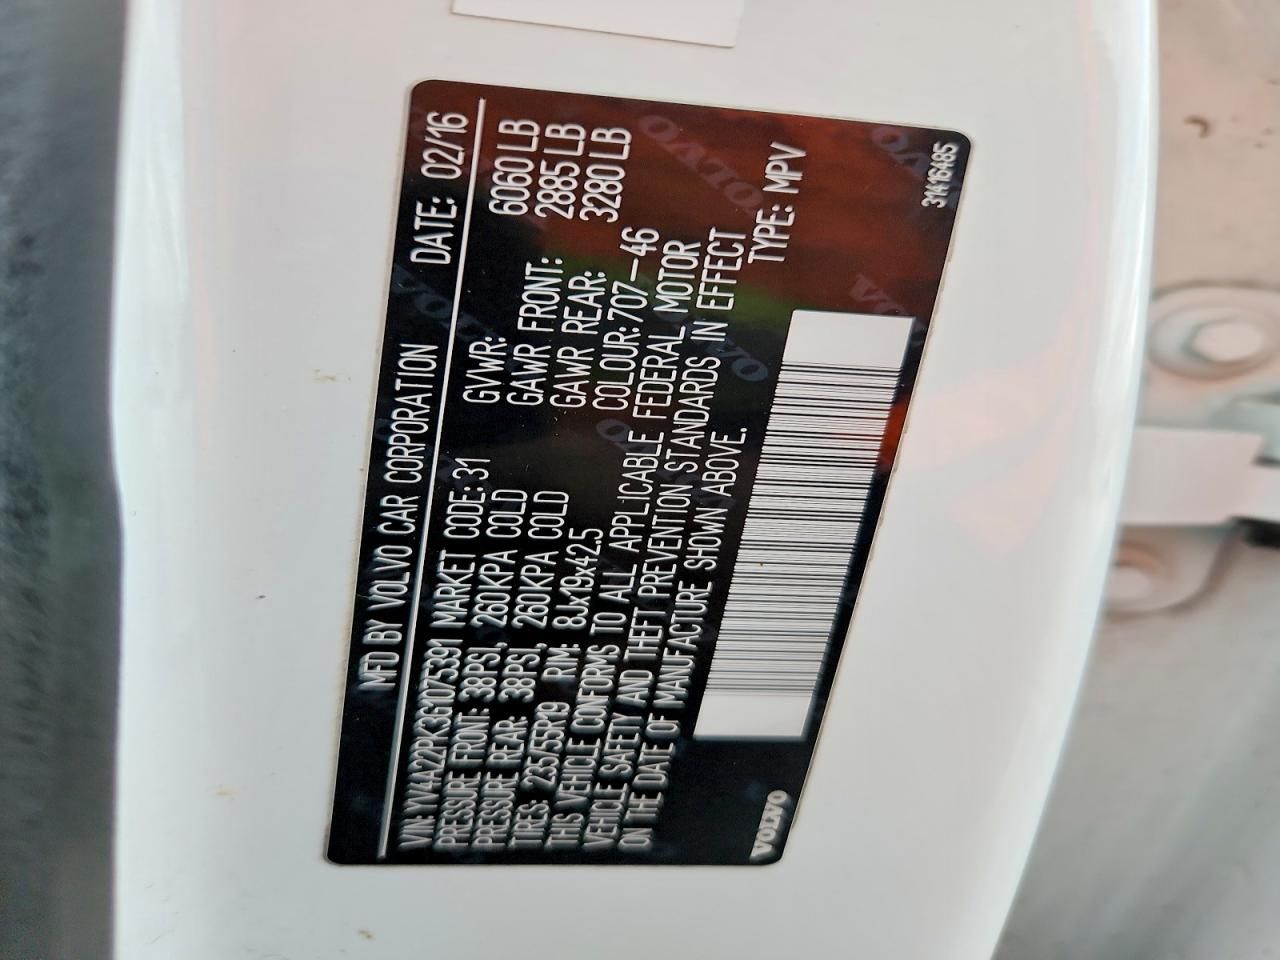 MFD BY VOLVO CAR CORPORATION DATE: 02/16
VIN: YV4A22PK3G1075391 MARKET CODE: 31 GVWR: 6060 LB
PRESSURE FRONT: 38PSI, 260KPA COLD GAWR FRONT: 2885 LB
PRESSURE REAR: 38PSI, 260KPA COLD GAWR REAR: 3280 LB
TIRES: 235/55R19 RIM: 8Jx19x42.5 COLOUR: 707-46
THIS VEHICLE CONFORMS TO ALL APPLICABLE FEDERAL MOTOR
VEHICLE SAFETY AND THEFT PREVENTION STANDARDS IN EFFECT
ON THE DATE OF MANUFACTURE SHOWN ABOVE. TYPE: MPV
VOLVO 31416485